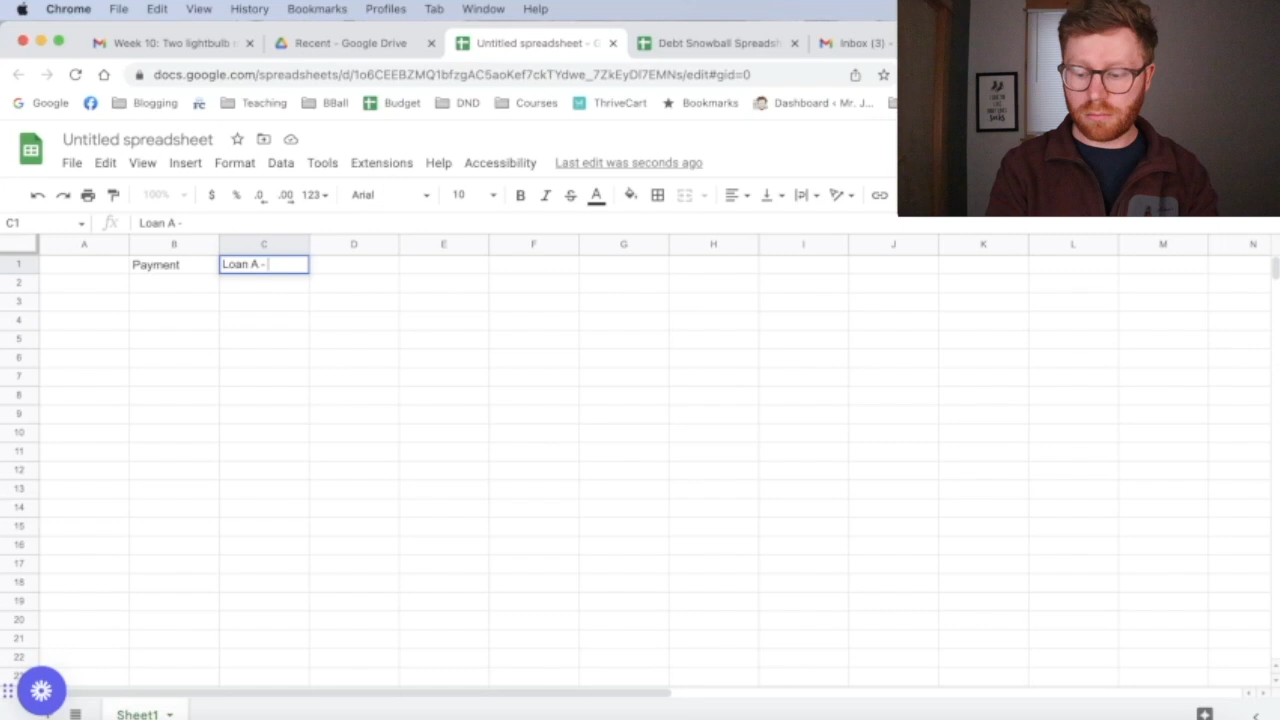 Chrome File Edit View History Bookmarks Profiles Tab Window Help
Week 10: Two lightbulb Recent - Google Drive Untitled spreadsheet - G Debt Snowball Spreadsh Inbox (3) -
docs.google.com/spreadsheets/d/1o6CEEBZMQ1bfzgAC5aoKef7ckTYdwe_7ZkEyDl7EMNs/edit#gid=0
Google Blogging Teaching BBall Budget DND Courses ThriveCart Bookmarks Dashboard ‹ Mr. J...
Untitled spreadsheet
File Edit View Insert Format Data Tools Extensions Help Accessibility Last edit was seconds ago
100% $ % .0 .00 123 Arial 10 B I S A
C1 fx Loan A -
A B C D E F G H I J K L M N
1 Payment Loan A -
2
3
4
5
6
7
8
9
10
11
12
13
14
15
16
17
18
19
20
21
22
Sheet1